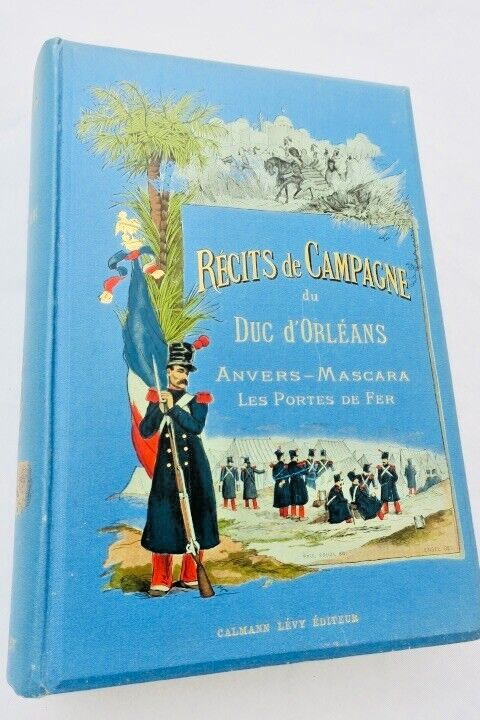 RÉCITS de CAMPAGNE
du
DUC d'ORLÉANS
ANVERS – MASCARA
LES PORTES DE FER
CALMANN LÉVY ÉDITEUR